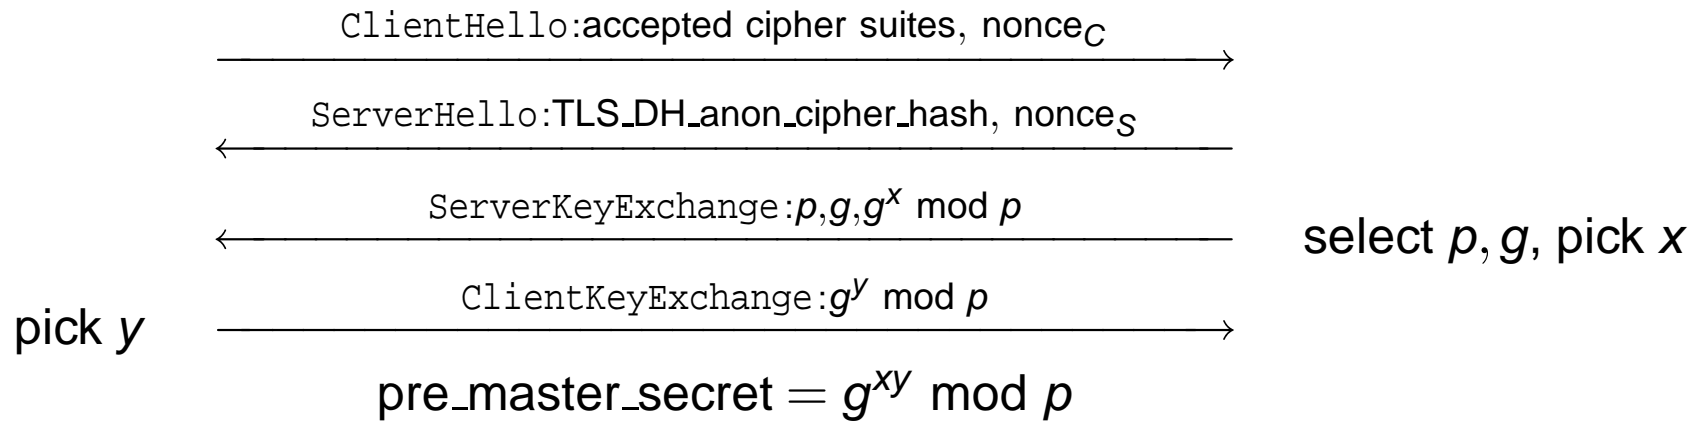 ClientHello:accepted cipher suites, nonce_C
ServerHello:TLS_DH_anon_cipher_hash, nonce_S
ServerKeyExchange:p,g,g^x mod p
select p, g, pick x
ClientKeyExchange:g^y mod p
pick y
pre_master_secret = g^xy mod p